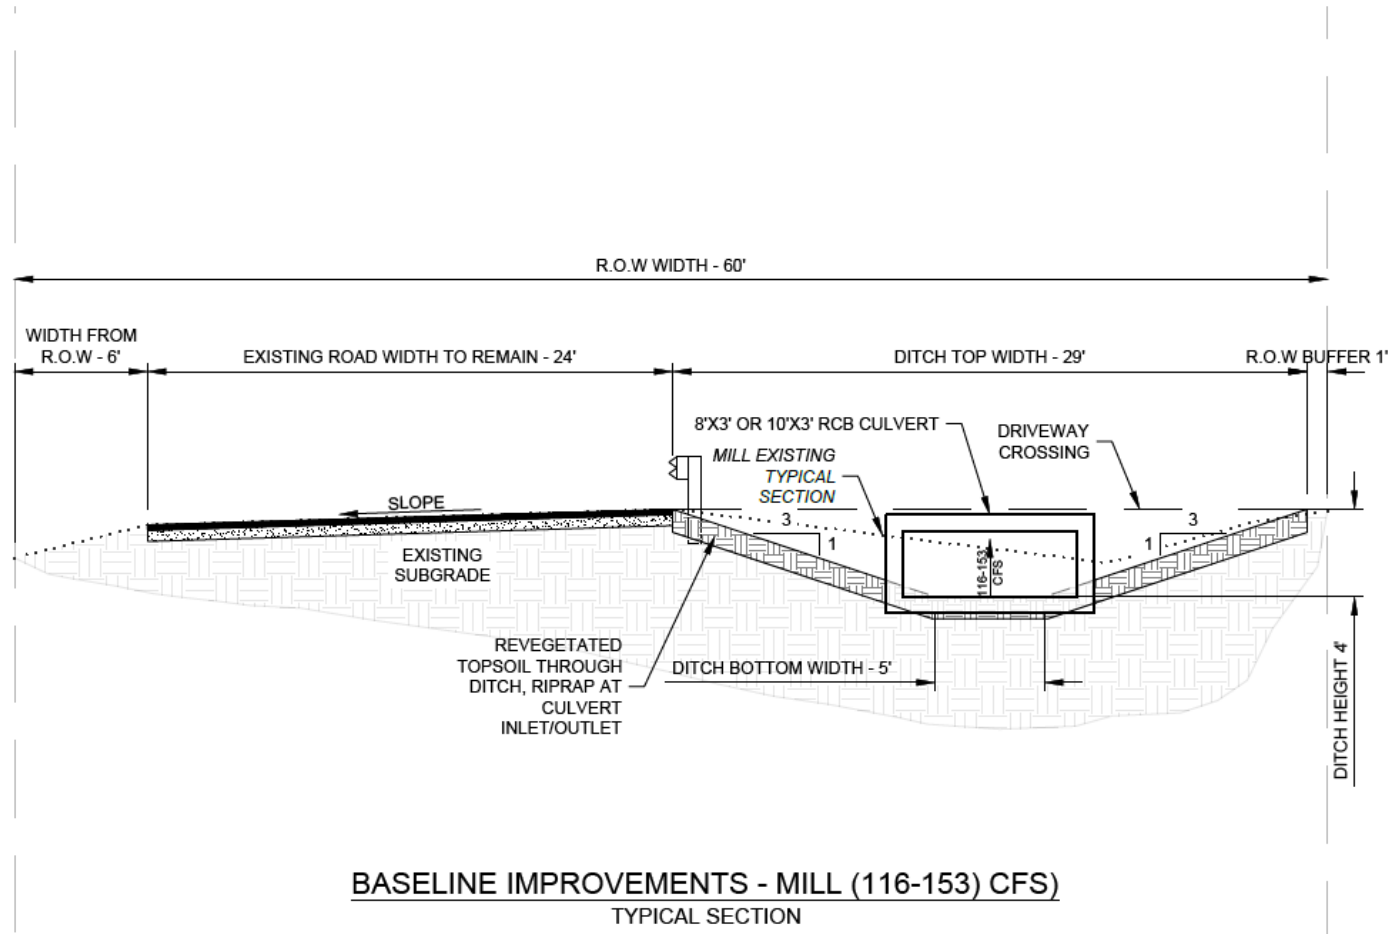 R.O.W WIDTH - 60'
WIDTH FROM
R.O.W - 6'
EXISTING ROAD WIDTH TO REMAIN - 24'
DITCH TOP WIDTH - 29'
R.O.W BUFFER 1'
8'X3' OR 10'X3' RCB CULVERT
DRIVEWAY
CROSSING
MILL EXISTING
TYPICAL
SECTION
SLOPE
3
1
3
1
116-153'
CFS
EXISTING
SUBGRADE
REVEGETATED
TOPSOIL THROUGH
DITCH, RIPRAP AT
CULVERT
INLET/OUTLET
DITCH BOTTOM WIDTH - 5'
DITCH HEIGHT 4'
BASELINE IMPROVEMENTS - MILL (116-153) CFS)
TYPICAL SECTION